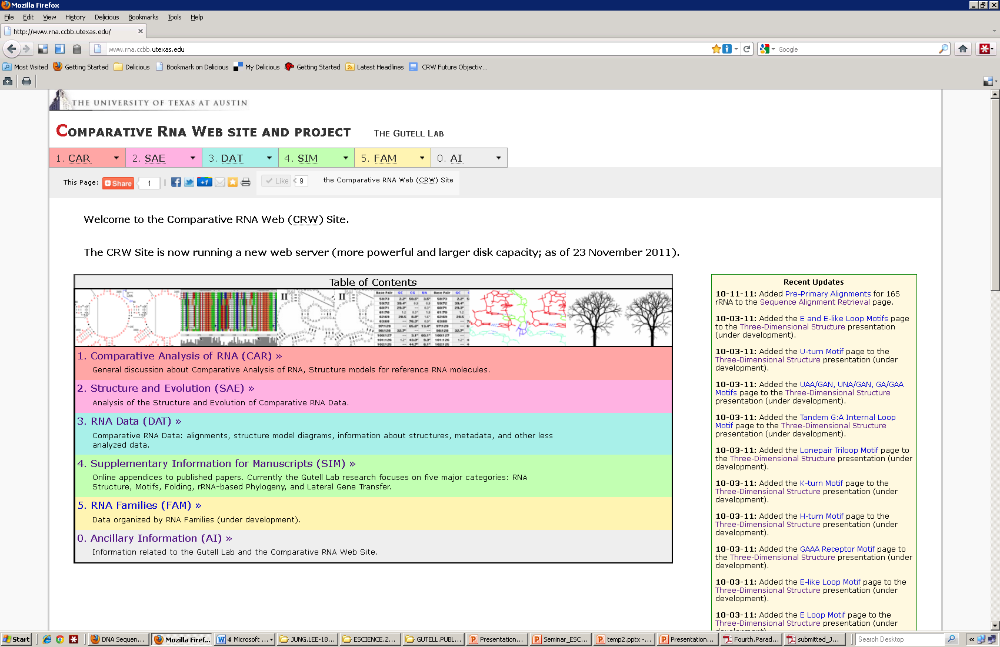 Mozilla Firefox
File Edit View History Delicious Bookmarks Tools Help
http://www.rna.ccbb.utexas.edu/
www.rna.ccbb.utexas.edu
Google
Most Visited Getting Started Delicious Bookmark on Delicious My Delicious Getting Started Latest Headlines CRW Future Objectiv...
THE UNIVERSITY OF TEXAS AT AUSTIN
COMPARATIVE RNA WEB SITE AND PROJECT THE GUTELL LAB
1. CAR 2. SAE 3. DAT 4. SIM 5. FAM 0. AI
This Page: Share 1 | +1 Like 9 the Comparative RNA Web (CRW) Site
Welcome to the Comparative RNA Web (CRW) Site.
The CRW Site is now running a new web server (more powerful and larger disk capacity; as of 23 November 2011).
Table of Contents
II II
Base Pair GC CG UA Base Pair GC
1. Comparative Analysis of RNA (CAR) »
General discussion about Comparative Analysis of RNA, Structure models for reference RNA molecules.
2. Structure and Evolution (SAE) »
Analysis of the Structure and Evolution of Comparative RNA Data.
3. RNA Data (DAT) »
Comparative RNA Data: alignments, structure model diagrams, information about structures, metadata, and other less
analyzed data.
4. Supplementary Information for Manuscripts (SIM) »
Online appendices to published papers. Currently the Gutell Lab research focuses on five major categories: RNA
Structure, Motifs, Folding, rRNA-based Phylogeny, and Lateral Gene Transfer.
5. RNA Families (FAM) »
Data organized by RNA Families (under development).
0. Ancillary Information (AI) »
Information related to the Gutell Lab and the Comparative RNA Web Site.
Recent Updates
10-11-11: Added Pre-Primary Alignments for 16S
rRNA to the Sequence Alignment Retrieval page.
10-03-11: Added the E and E-like Loop Motifs page
to the Three-Dimensional Structure presentation
(under development).
10-03-11: Added the U-turn Motif page to the
Three-Dimensional Structure presentation (under
development).
10-03-11: Added the UAA/GAN, UNA/GAN, GA/GAA
Motifs page to the Three-Dimensional Structure
presentation (under development).
10-03-11: Added the Tandem G:A Internal Loop
Motif page to the Three-Dimensional Structure
presentation (under development).
10-03-11: Added the Lonepair Triloop Motif page to
the Three-Dimensional Structure presentation (under
development).
10-03-11: Added the K-turn Motif page to the
Three-Dimensional Structure presentation (under
development).
10-03-11: Added the H-turn Motif page to the
Three-Dimensional Structure presentation (under
development).
10-03-11: Added the GAAA Receptor Motif page to
the Three-Dimensional Structure presentation (under
development).
10-03-11: Added the E-like Loop Motif page to the
Three-Dimensional Structure presentation (under
development).
10-03-11: Added the E Loop Motif page to the
Three-Dimensional Structure presentation (under
Start DNA Sequen... Mozilla Firef... 4 Microsoft ... JUNG.LEE-18... ESCIENCE.2... GUTELL.PUBL... Presentation... Seminar_ESC... temp2.pptx -... Presentation... Fourth.Parad... submitted_J... Search Desktop «